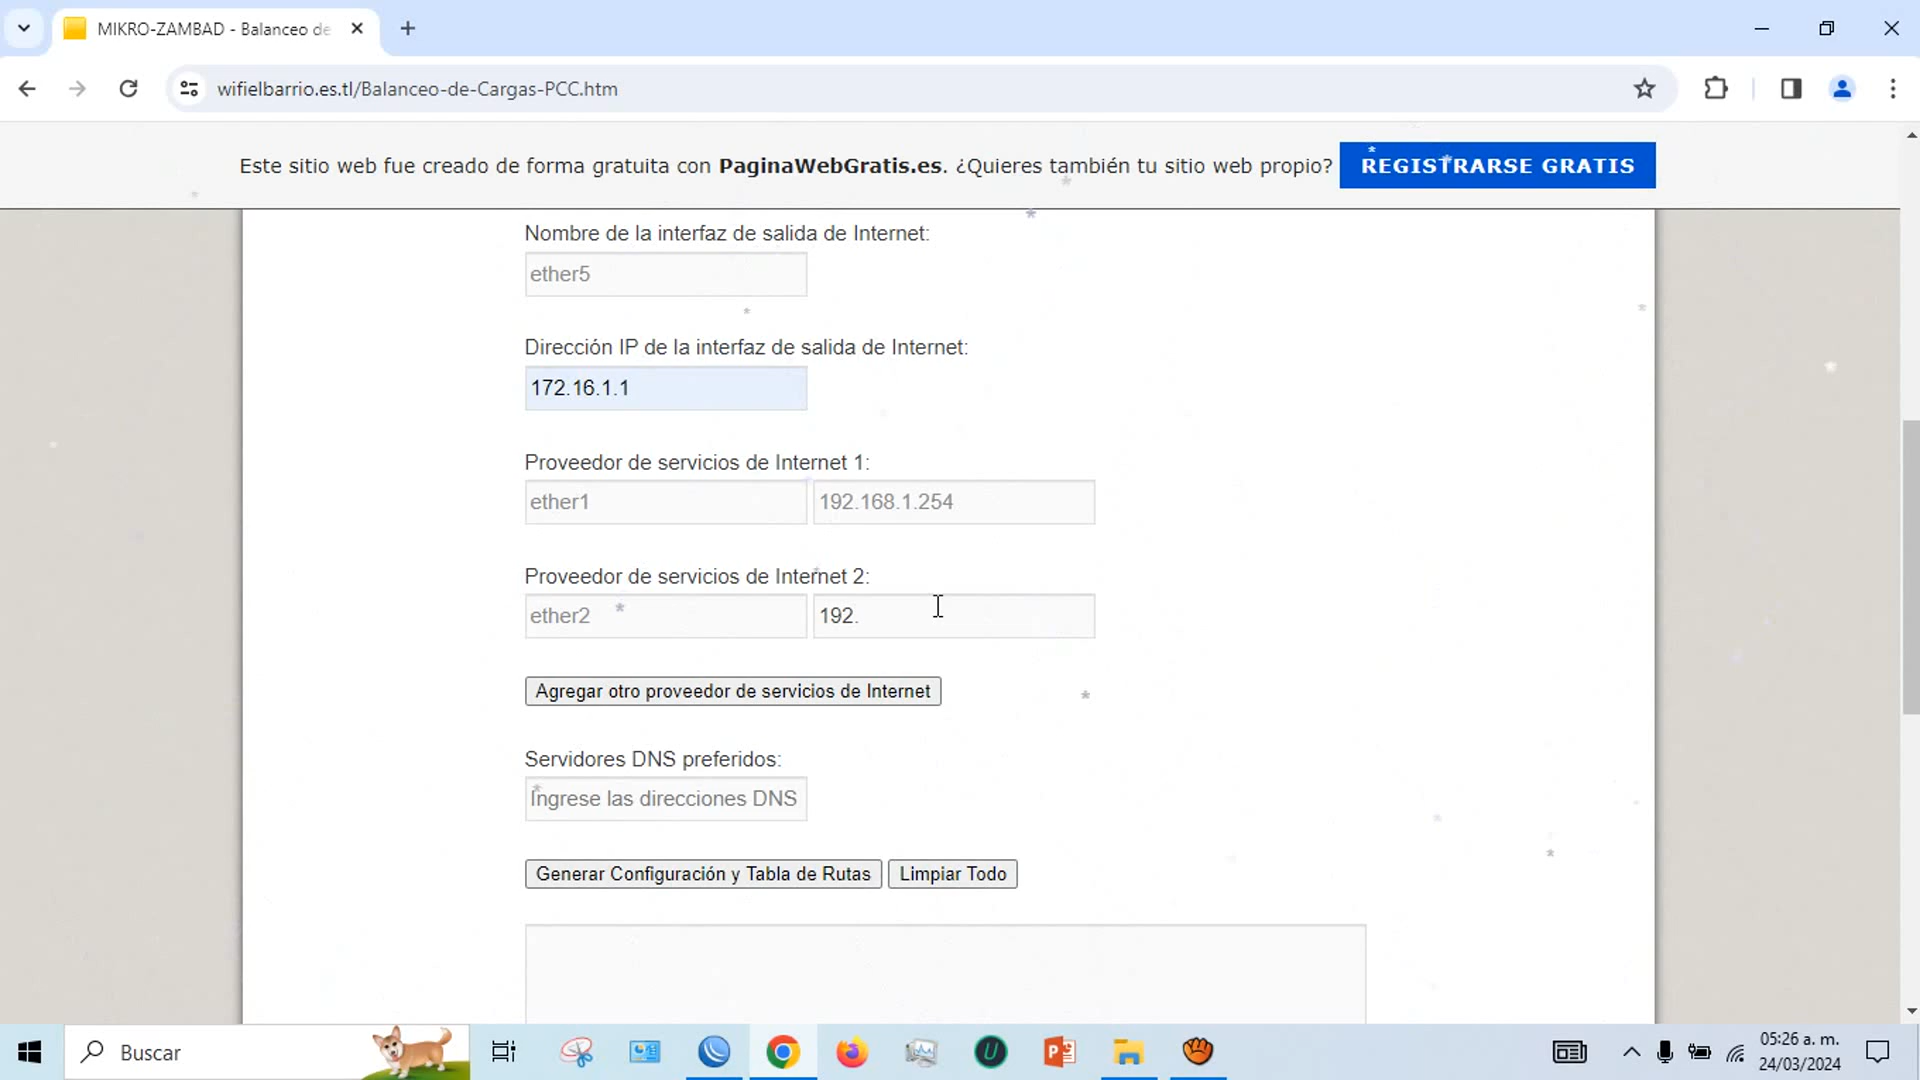 MIKRO-ZAMBAD - Balanceo de
wifielbarrio.es.tl/Balanceo-de-Cargas-PCC.htm
Este sitio web fue creado de forma gratuita con PaginaWebGratis.es. ¿Quieres también tu sitio web propio? REGISTRARSE GRATIS
Nombre de la interfaz de salida de Internet:
ether5
Dirección IP de la interfaz de salida de Internet:
172.16.1.1
Proveedor de servicios de Internet 1:
ether1 192.168.1.254
Proveedor de servicios de Internet 2:
ether2 192.
Agregar otro proveedor de servicios de Internet
Servidores DNS preferidos:
Ingrese las direcciones DNS
Generar Configuración y Tabla de Rutas Limpiar Todo
Buscar
05:26 a. m.
24/03/2024